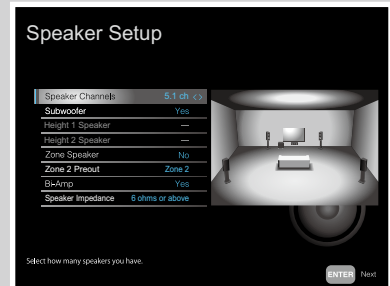 Speaker Setup
Speaker Channels 5.1 ch <>
Subwoofer Yes
Height 1 Speaker —
Height 2 Speaker —
Zone Speaker No
Zone 2 Preout Zone 2
Bi-Amp Yes
Speaker Impedance 6 ohms or above
Select how many speakers you have.
ENTER Next